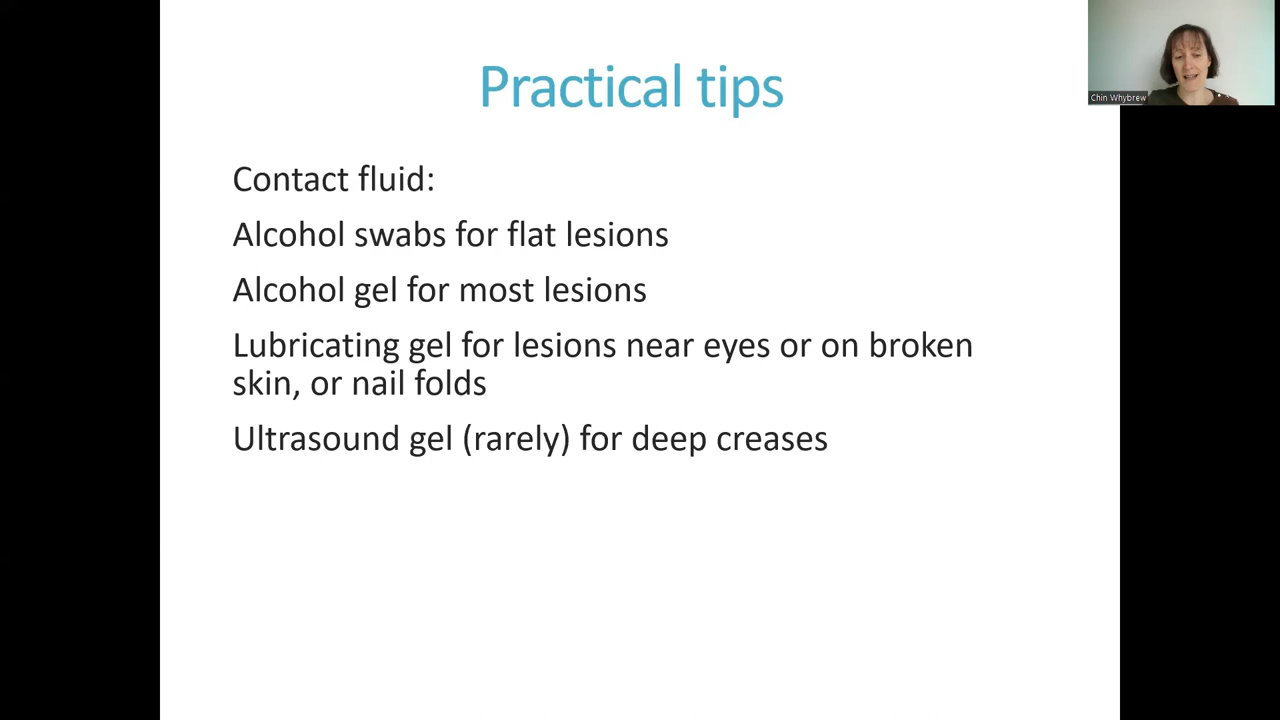 Practical tips
Chin Whybrew
Contact fluid:
Alcohol swabs for flat lesions
Alcohol gel for most lesions
Lubricating gel for lesions near eyes or on broken
skin, or nail folds
Ultrasound gel (rarely) for deep creases